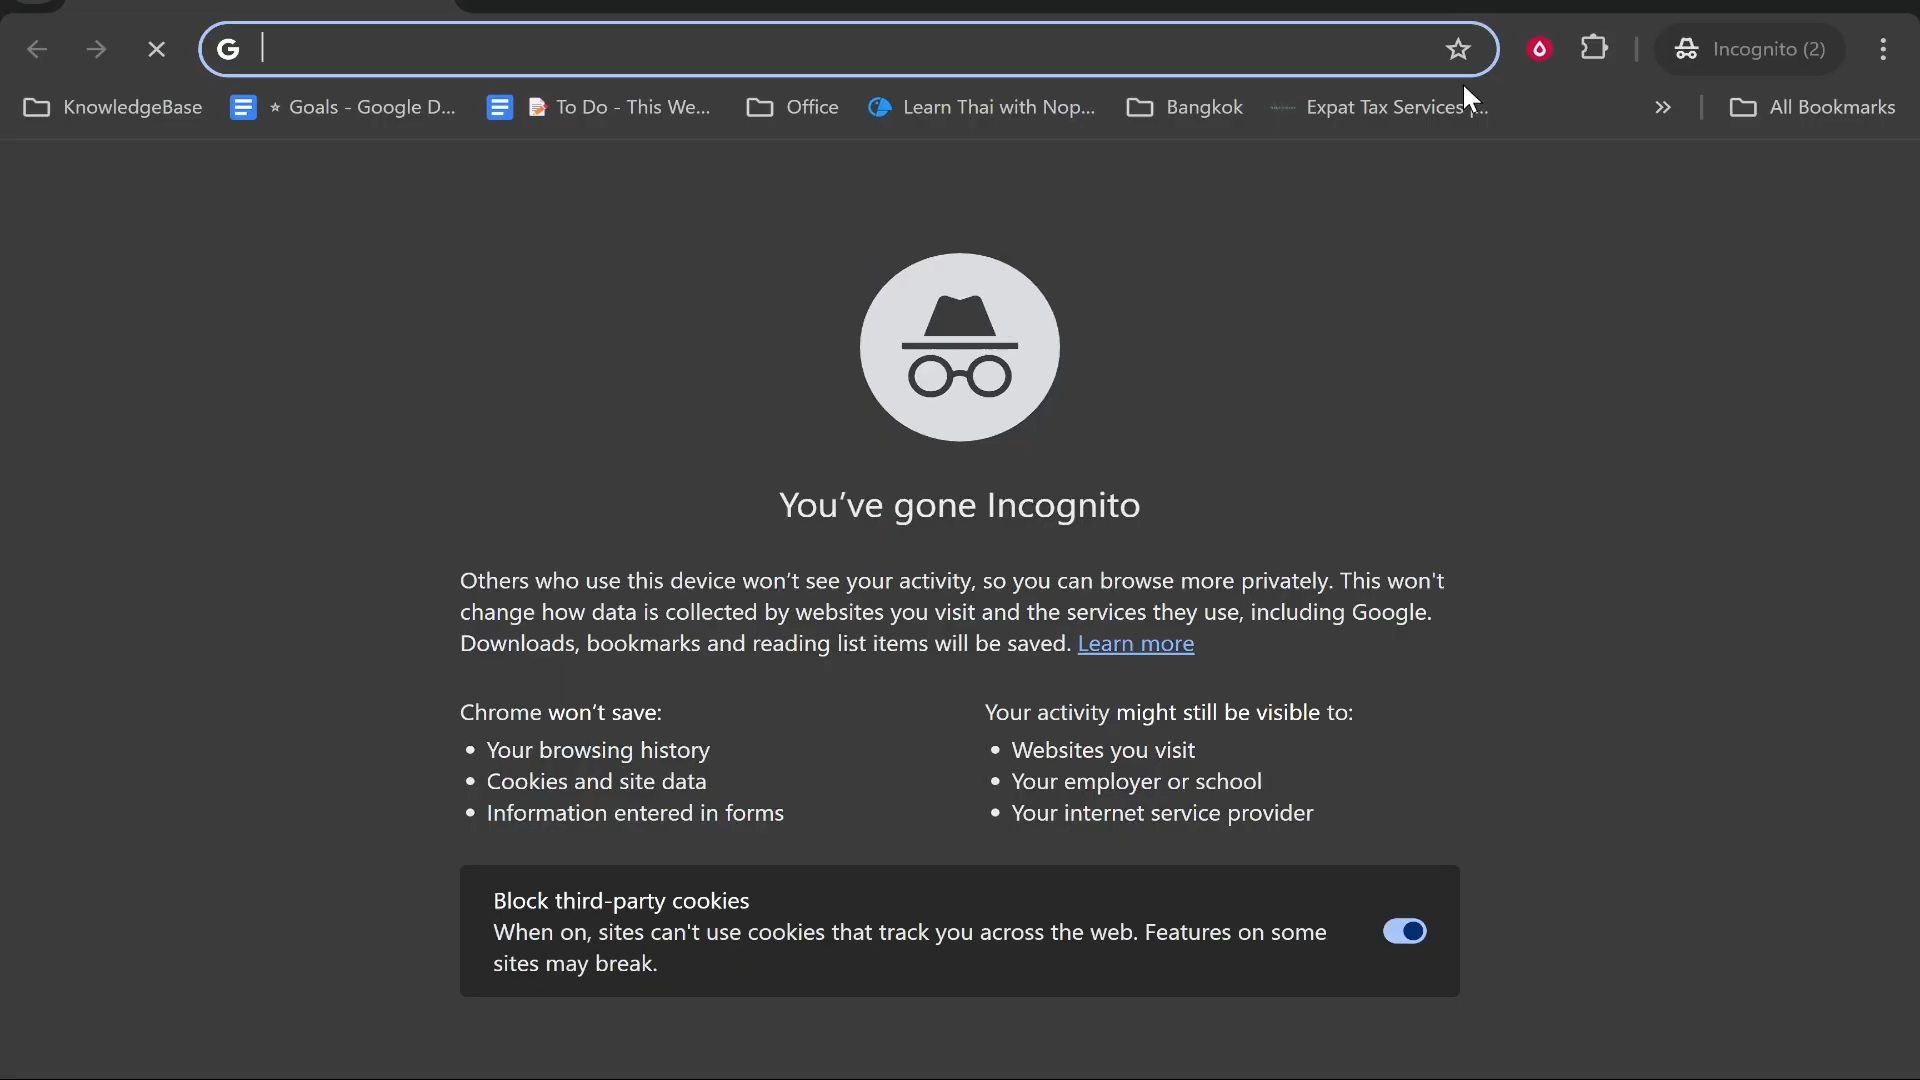 Incognito (2)
KnowledgeBase ⭑ Goals - Google D... To Do - This We... Office Learn Thai with Nop... Bangkok Expat Tax Services ... » All Bookmarks
You’ve gone Incognito
Others who use this device won’t see your activity, so you can browse more privately. This won't
change how data is collected by websites you visit and the services they use, including Google.
Downloads, bookmarks and reading list items will be saved. Learn more
Chrome won’t save:
• Your browsing history
• Cookies and site data
• Information entered in forms
Your activity might still be visible to:
• Websites you visit
• Your employer or school
• Your internet service provider
Block third-party cookies
When on, sites can't use cookies that track you across the web. Features on some
sites may break.